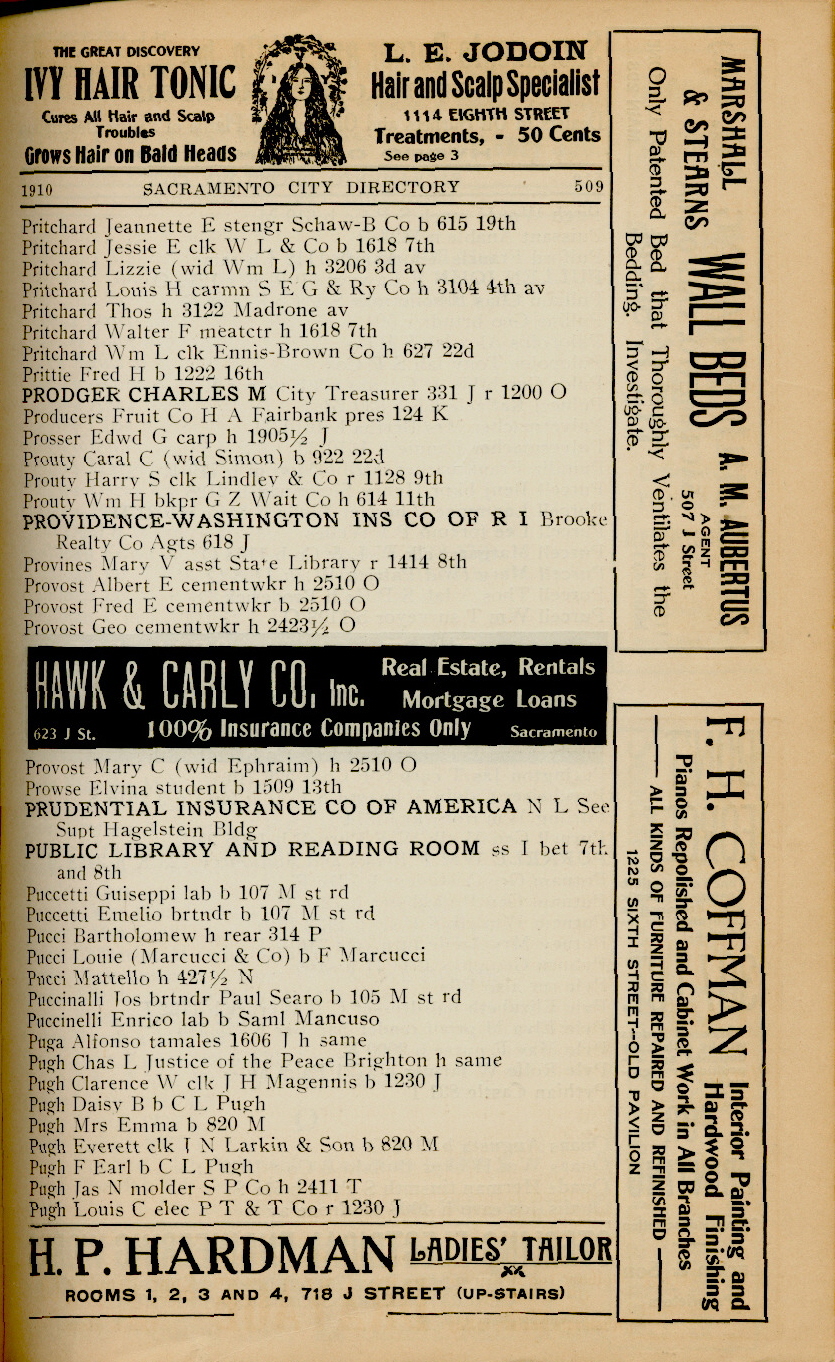 THE GREAT DISCOVERY
IVY HAIR TONIC
Cures All Hair and Scalp
Troubles
Grows Hair on Bald Heads
L. E. JODOIN
Hair and Scalp Specialist
1114 EIGHTH STREET
Treatments, - 50 Cents
See page 3
1910 SACRAMENTO CITY DIRECTORY 509
Pritchard Jeannette E stengr Schaw-B Co b 615 19th
Pritchard Jessie E clk W L & Co b 1618 7th
Pritchard Lizzie (wid Wm L) h 3206 3d av
Pritchard Louis H carmn S E G & Ry Co h 3104 4th av
Pritchard Thos h 3122 Madrone av
Pritchard Walter F meatctr h 1618 7th
Pritchard Wm L clk Ennis-Brown Co h 627 22d
Prittie Fred H b 1222 16th
PRODGER CHARLES M City Treasurer 331 J r 1200 O
Producers Fruit Co H A Fairbank pres 124 K
Prosser Edwd G carp h 1905½ J
Prouty Caral C (wid Simon) b 922 22d
Prouty Harry S clk Lindley & Co r 1128 9th
Prouty Wm H bkpr G Z Wait Co h 614 11th
PROVIDENCE-WASHINGTON INS CO OF R I Brooke
Realty Co Agts 618 J
Provines Mary V asst State Library r 1414 8th
Provost Albert E cementwkr h 2510 O
Provost Fred E cementwkr b 2510 O
Provost Geo cementwkr h 2423½ O
HAWK & CARLY CO. Inc.
Real Estate, Rentals
Mortgage Loans
623 J St. 100% Insurance Companies Only Sacramento
Provost Mary C (wid Ephraim) h 2510 O
Prowse Elvina student b 1509 13th
PRUDENTIAL INSURANCE CO OF AMERICA N L See
Supt Hagelstein Bldg
PUBLIC LIBRARY AND READING ROOM ss I bet 7th
and 8th
Puccetti Guiseppi lab b 107 M st rd
Puccetti Emelio brtndr b 107 M st rd
Pucci Bartholomew h rear 314 P
Pucci Louie (Marcucci & Co) b F Marcucci
Pucci Mattello h 427½ N
Puccinalli Jos brtndr Paul Searo b 105 M st rd
Puccinelli Enrico lab b Saml Mancuso
Puga Alfonso tamales 1606 J h same
Pugh Chas L Justice of the Peace Brighton h same
Pugh Clarence W clk J H Magennis b 1230 J
Pugh Daisy B b C L Pugh
Pugh Mrs Emma b 820 M
Pugh Everett clk J N Larkin & Son b 820 M
Pugh F Earl b C L Pugh
Pugh Jas N molder S P Co h 2411 T
Pugh Louis C elec P T & T Co r 1230 J
H. P. HARDMAN LADIES' TAILOR
ROOMS 1, 2, 3 AND 4, 718 J STREET (UP-STAIRS)
MARSHALL
& STEARNS WALL BEDS A. M. AUBERTUS
AGENT
507 J Street
Only Patented Bed that Thoroughly Ventilates the
Bedding. Investigate.
F. H. COFFMAN Interior Painting and
Hardwood Finishing
Pianos Repolished and Cabinet Work in All Branches
ALL KINDS OF FURNITURE REPAIRED AND REFINISHED
1225 SIXTH STREET--OLD PAVILION